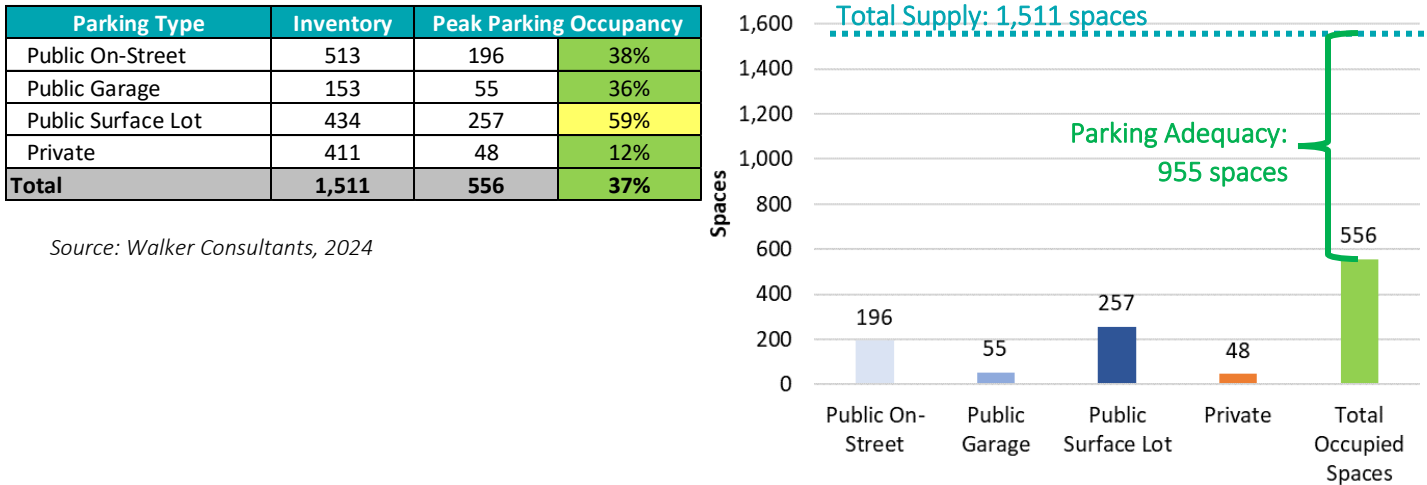 Parking Type Inventory Peak Parking Occupancy
Public On-Street 513 196 38%
Public Garage 153 55 36%
Public Surface Lot 434 257 59%
Private 411 48 12%
Total 1,511 556 37%
Source: Walker Consultants, 2024
Total Supply: 1,511 spaces
Parking Adequacy:
955 spaces
Spaces
1,600
1,400
1,200
1,000
800
600
400
200
0
196
55
257
48
556
Public On-
Street
Public
Garage
Public
Surface Lot
Private
Total
Occupied
Spaces